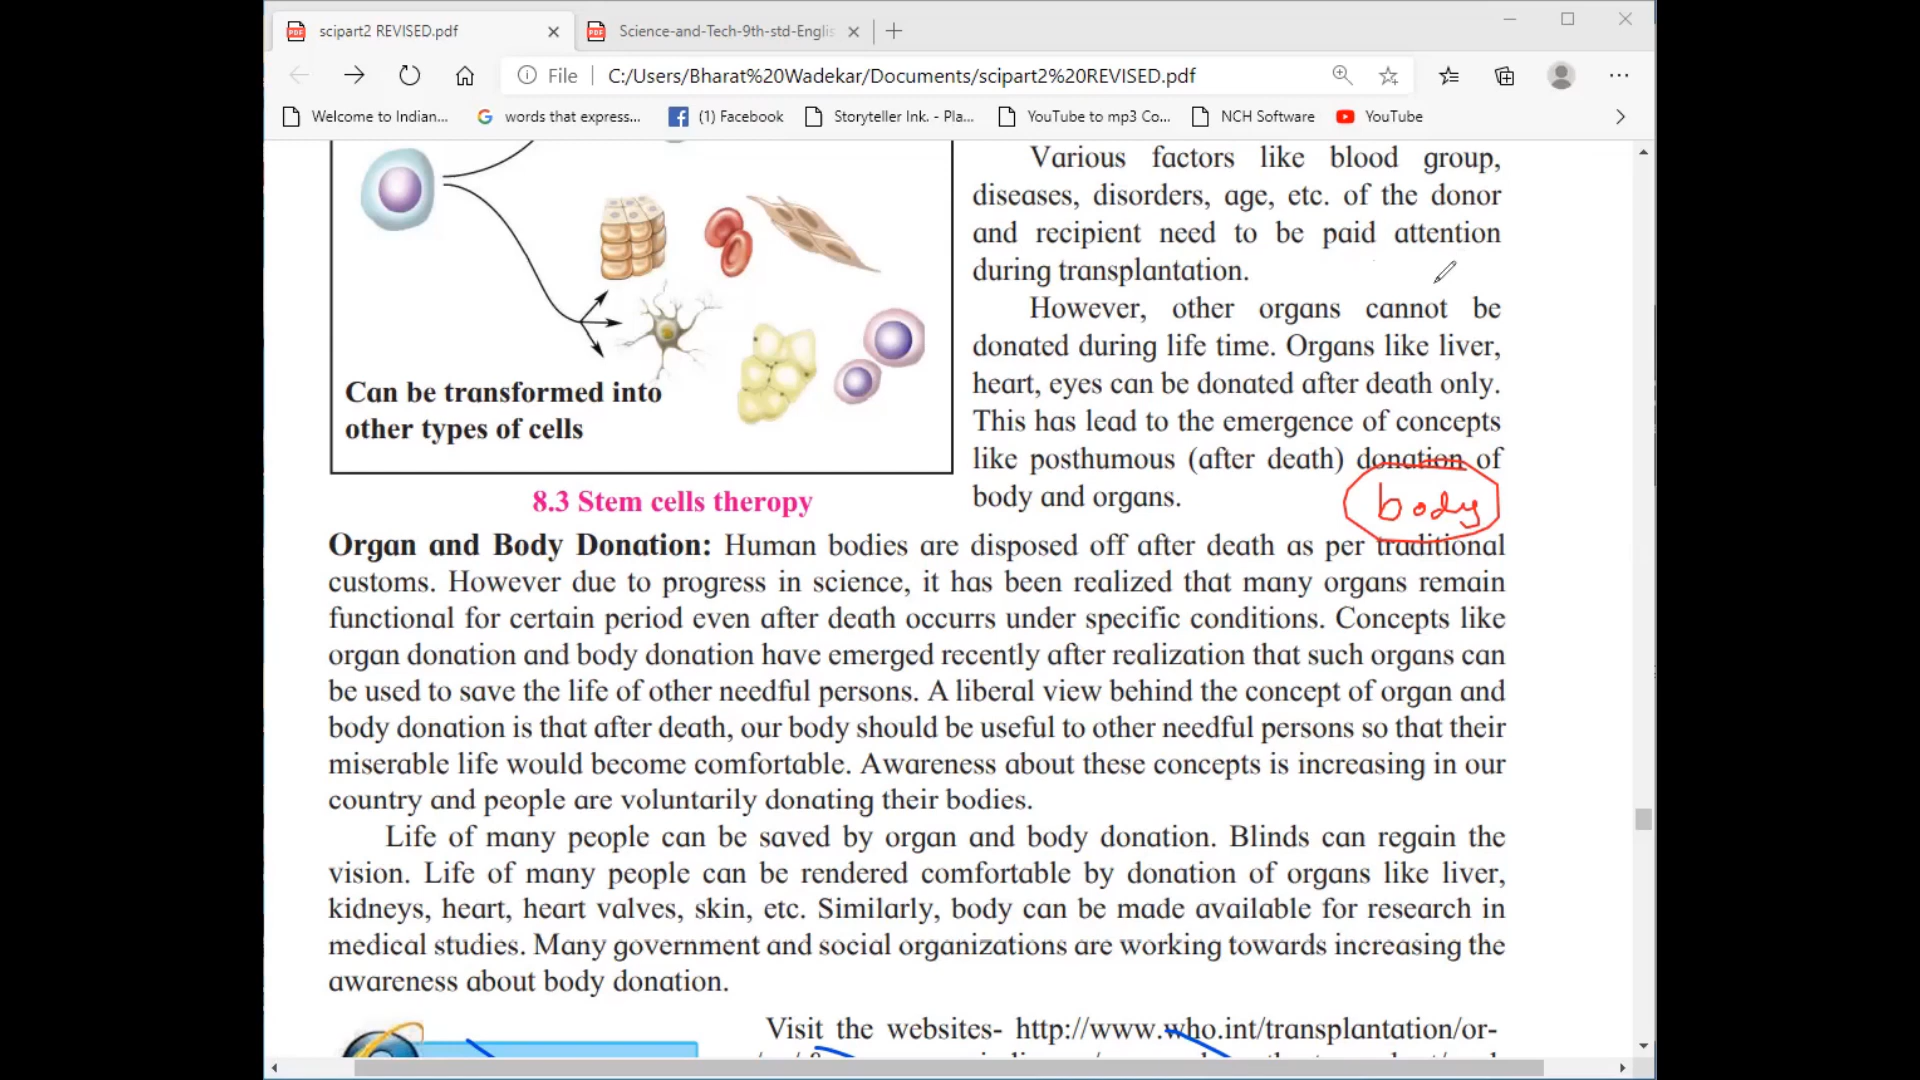 scipart2 REVISED.pdf
Science-and-Tech-9th-std-Englis
File
C:/Users/Bharat%20Wadekar/Documents/scipart2%20REVISED.pdf
Welcome to Indian...
words that express...
(1) Facebook
Storyteller Ink. - Pla...
YouTube to mp3 Co...
NCH Software
YouTube
Can be transformed into
other types of cells
8.3 Stem cells theropy
Various factors like blood group,
diseases, disorders, age, etc. of the donor
and recipient need to be paid attention
during transplantation.
However, other organs cannot be
donated during life time. Organs like liver,
heart, eyes can be donated after death only.
This has lead to the emergence of concepts
like posthumous (after death) donation of
body and organs.
body
Organ and Body Donation: Human bodies are disposed off after death as per traditional
customs. However due to progress in science, it has been realized that many organs remain
functional for certain period even after death occurrs under specific conditions. Concepts like
organ donation and body donation have emerged recently after realization that such organs can
be used to save the life of other needful persons. A liberal view behind the concept of organ and
body donation is that after death, our body should be useful to other needful persons so that their
miserable life would become comfortable. Awareness about these concepts is increasing in our
country and people are voluntarily donating their bodies.
Life of many people can be saved by organ and body donation. Blinds can regain the
vision. Life of many people can be rendered comfortable by donation of organs like liver,
kidneys, heart, heart valves, skin, etc. Similarly, body can be made available for research in
medical studies. Many government and social organizations are working towards increasing the
awareness about body donation.
Visit the websites- http://www.who.int/transplantation/or-